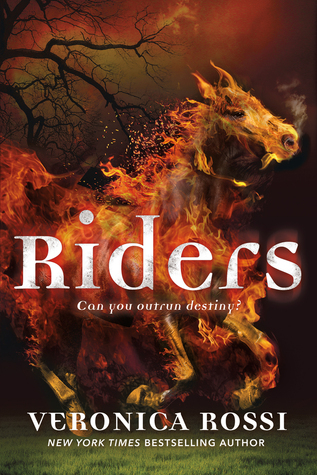 Riders
Can you outrun destiny?
VERONICA ROSSI
NEW YORK TIMES BESTSELLING AUTHOR